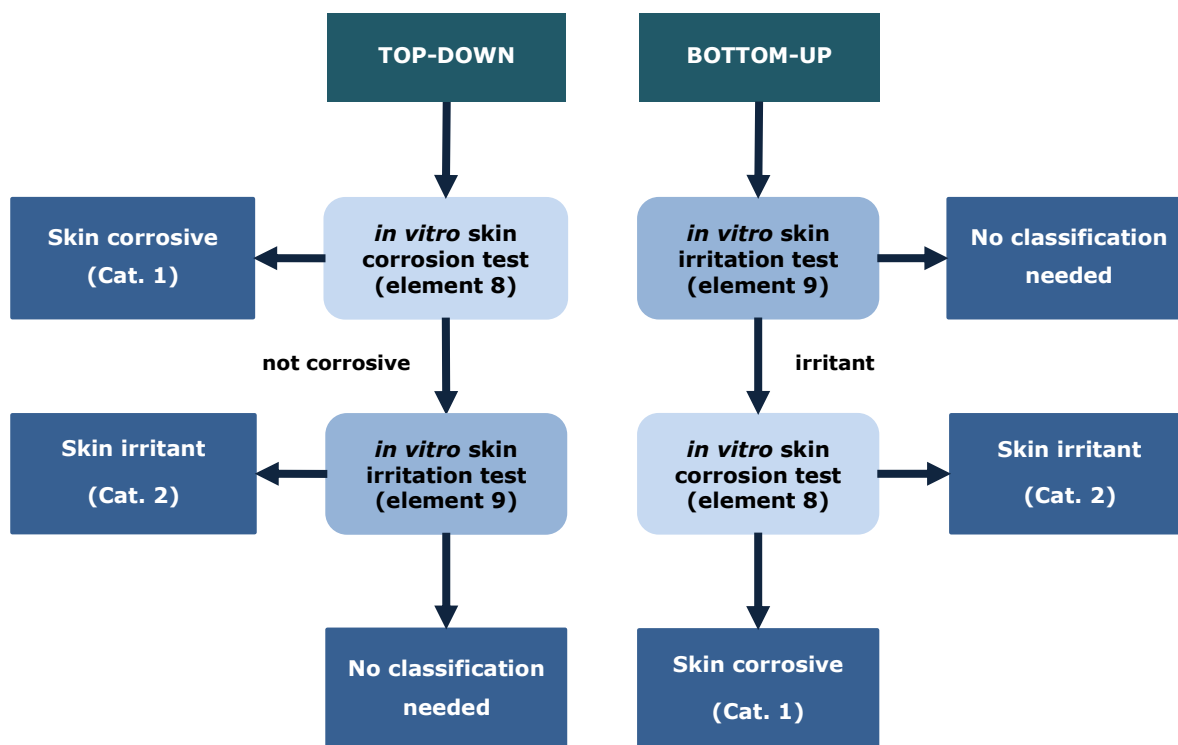 TOP-DOWN
BOTTOM-UP
Skin corrosive
(Cat. 1)
in vitro skin
corrosion test
(element 8)
in vitro skin
irritation test
(element 9)
No classification
needed
not corrosive
irritant
Skin irritant
(Cat. 2)
in vitro skin
irritation test
(element 9)
in vitro skin
corrosion test
(element 8)
Skin irritant
(Cat. 2)
No classification
needed
Skin corrosive
(Cat. 1)